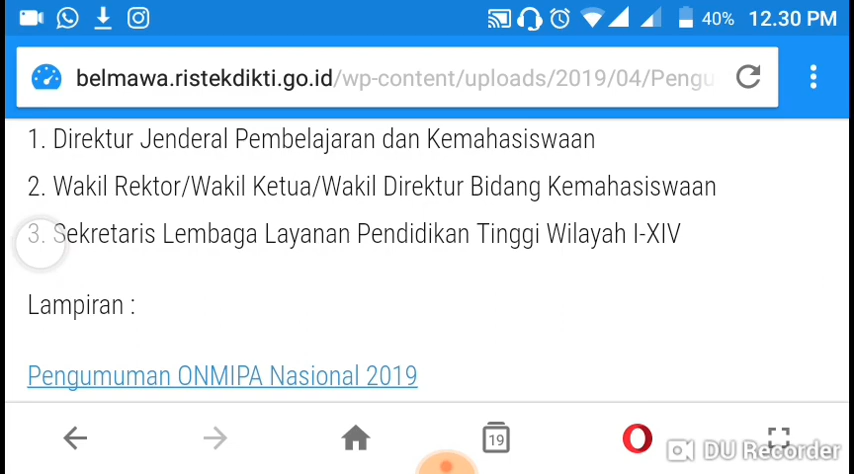 40% 12.30 PM
belmawa.ristekdikti.go.id/wp-content/uploads/2019/04/Pengu
1. Direktur Jenderal Pembelajaran dan Kemahasiswaan
2. Wakil Rektor/Wakil Ketua/Wakil Direktur Bidang Kemahasiswaan
3. Sekretaris Lembaga Layanan Pendidikan Tinggi Wilayah I-XIV
Lampiran :
Pengumuman ONMIPA Nasional 2019
19
DU Recorder